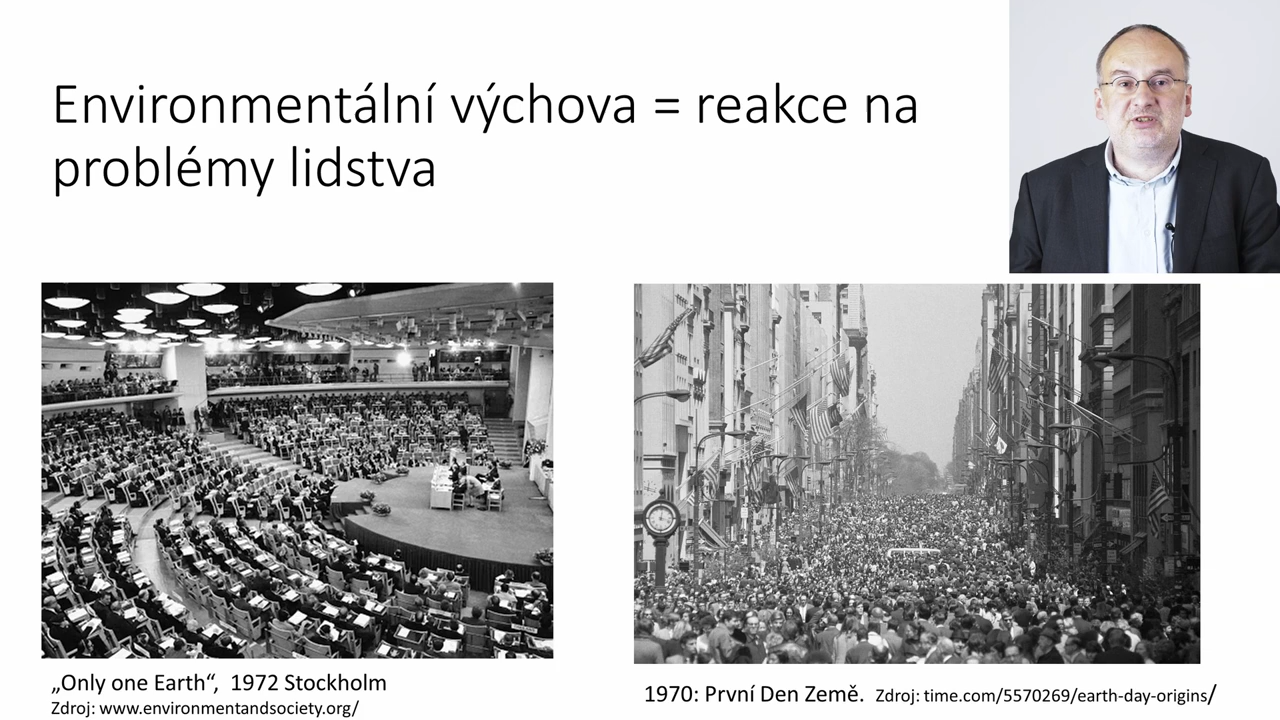 Environmentální výchova = reakce na
problémy lidstva
„Only one Earth“, 1972 Stockholm
Zdroj: www.environmentandsociety.org/
1970: První Den Země. Zdroj: time.com/5570269/earth-day-origins/